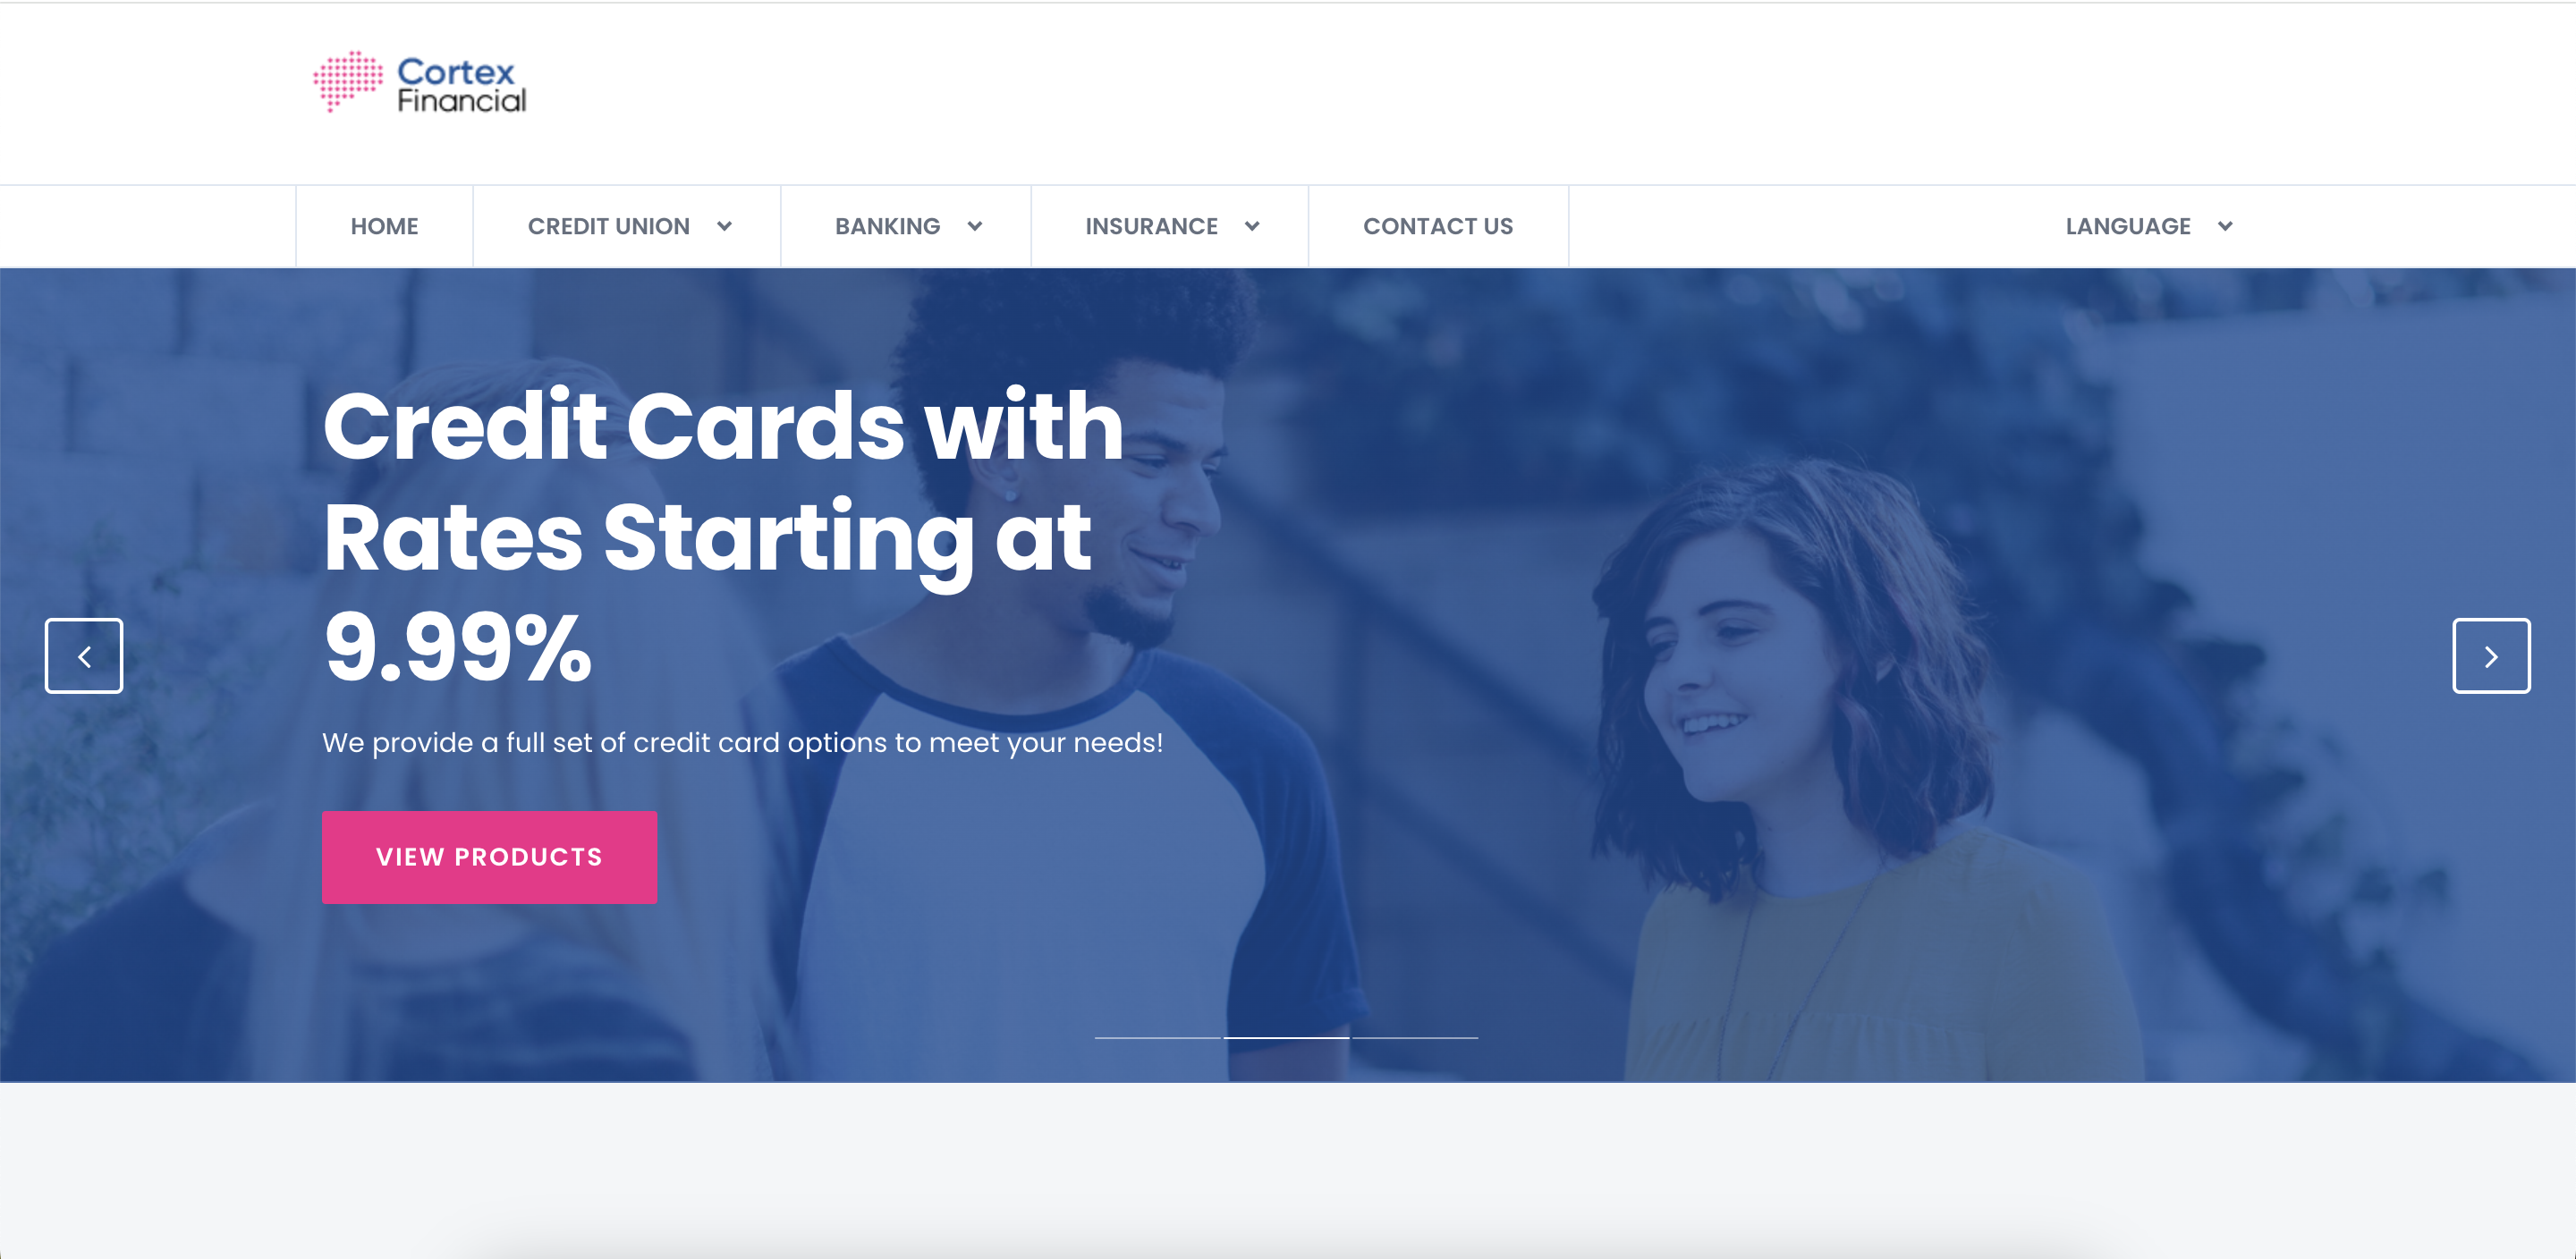 Cortex
Financial
HOME
CREDIT UNION
BANKING
INSURANCE
CONTACT US
LANGUAGE
Credit Cards with
Rates Starting at
9.99%
We provide a full set of credit card options to meet your needs!
VIEW PRODUCTS